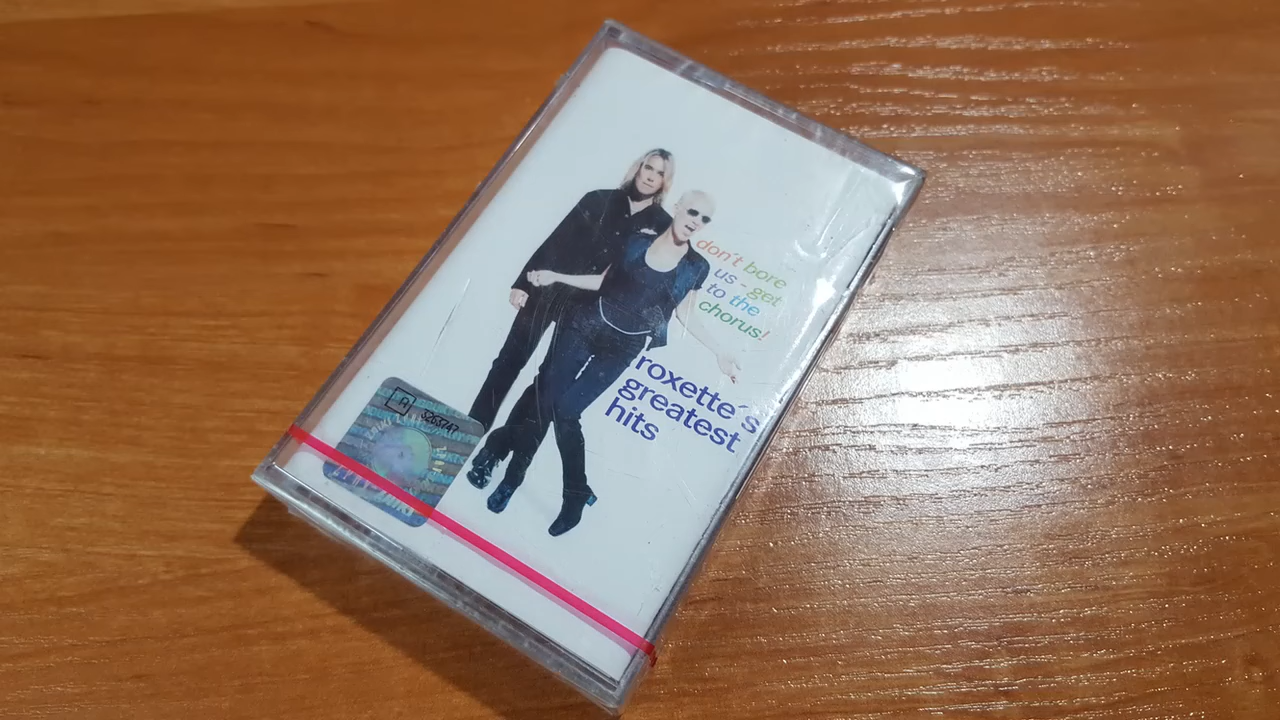 don't bore
us - get
to the
chorus!
roxette´s
greatest
hits
A